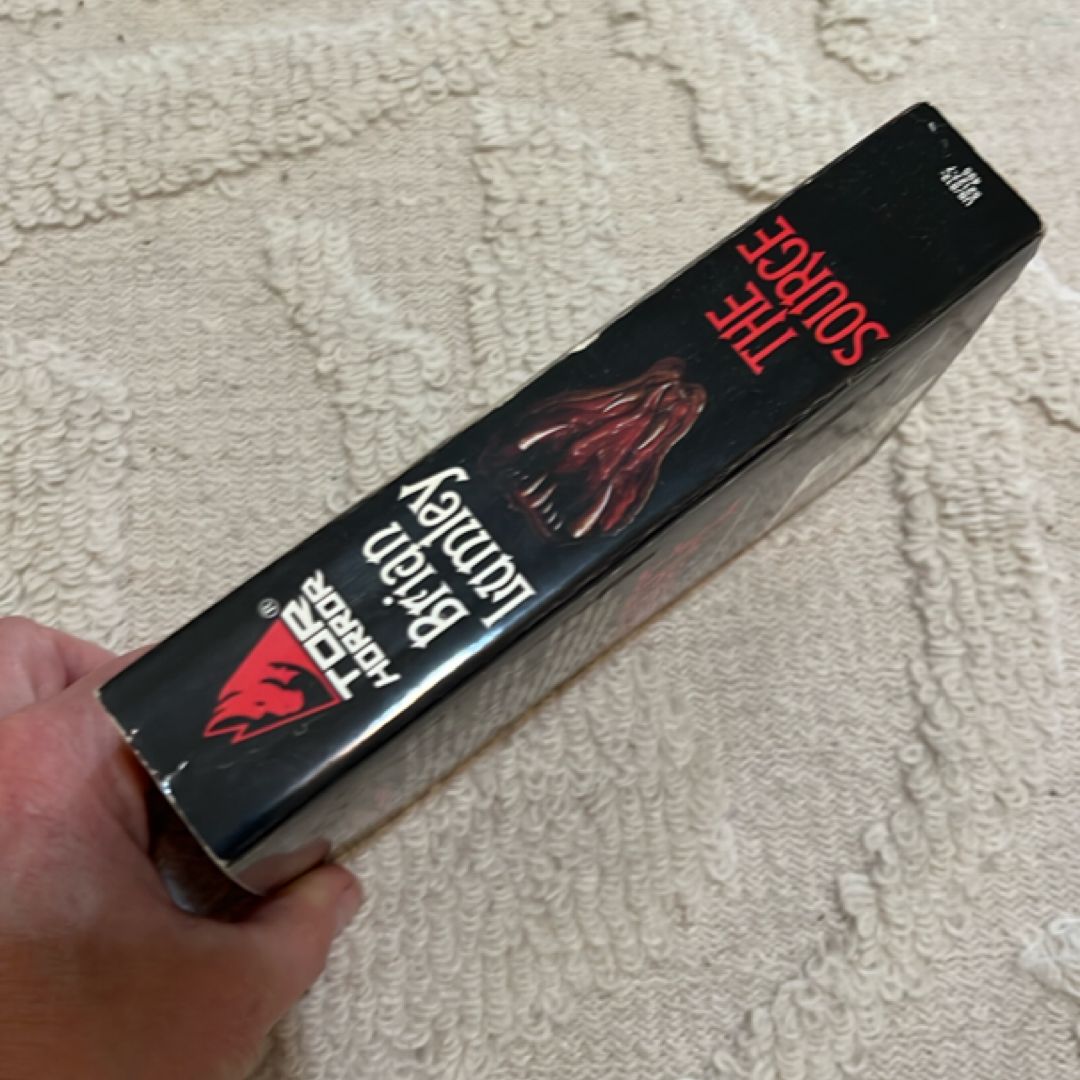 THE
SOURCE
Brian
Lumley
TOR®
HORROR